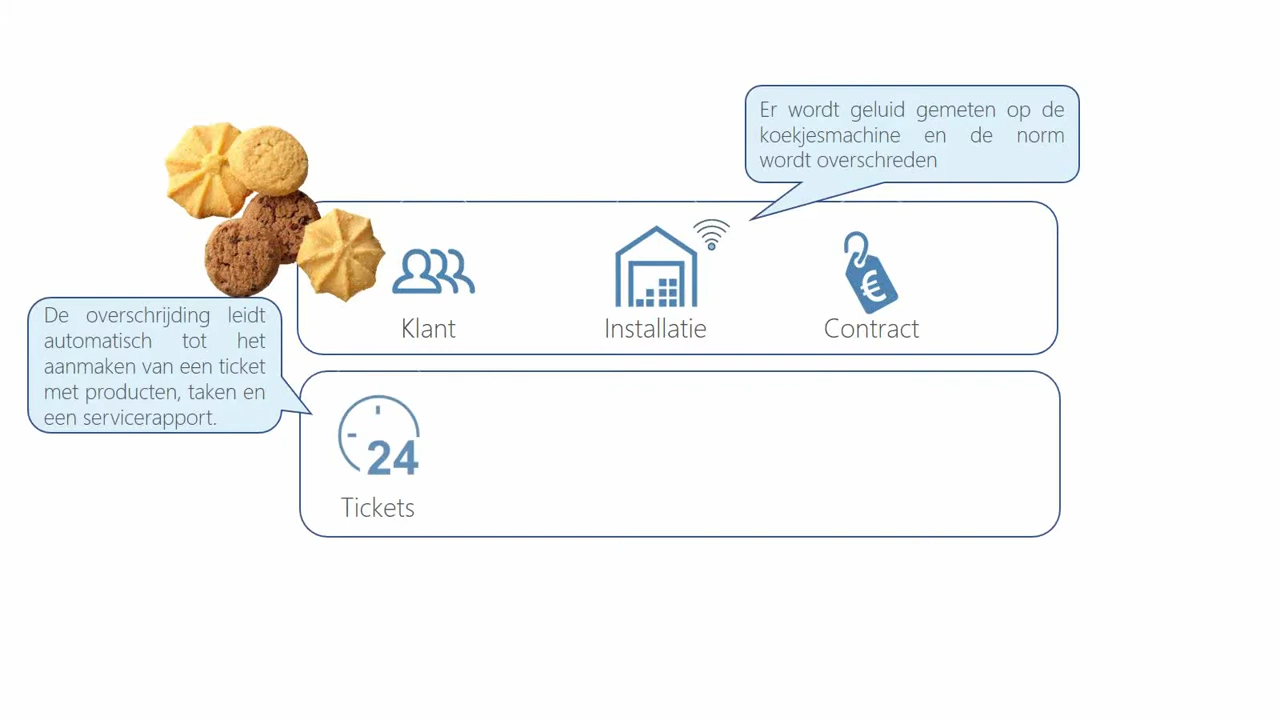 Er wordt geluid gemeten op de
koekjesmachine en de norm
wordt overschreden
€
Klant
Installatie
Contract
De overschrijding leidt
automatisch tot het
aanmaken van een ticket
met producten, taken en
een servicerapport.
24
Tickets